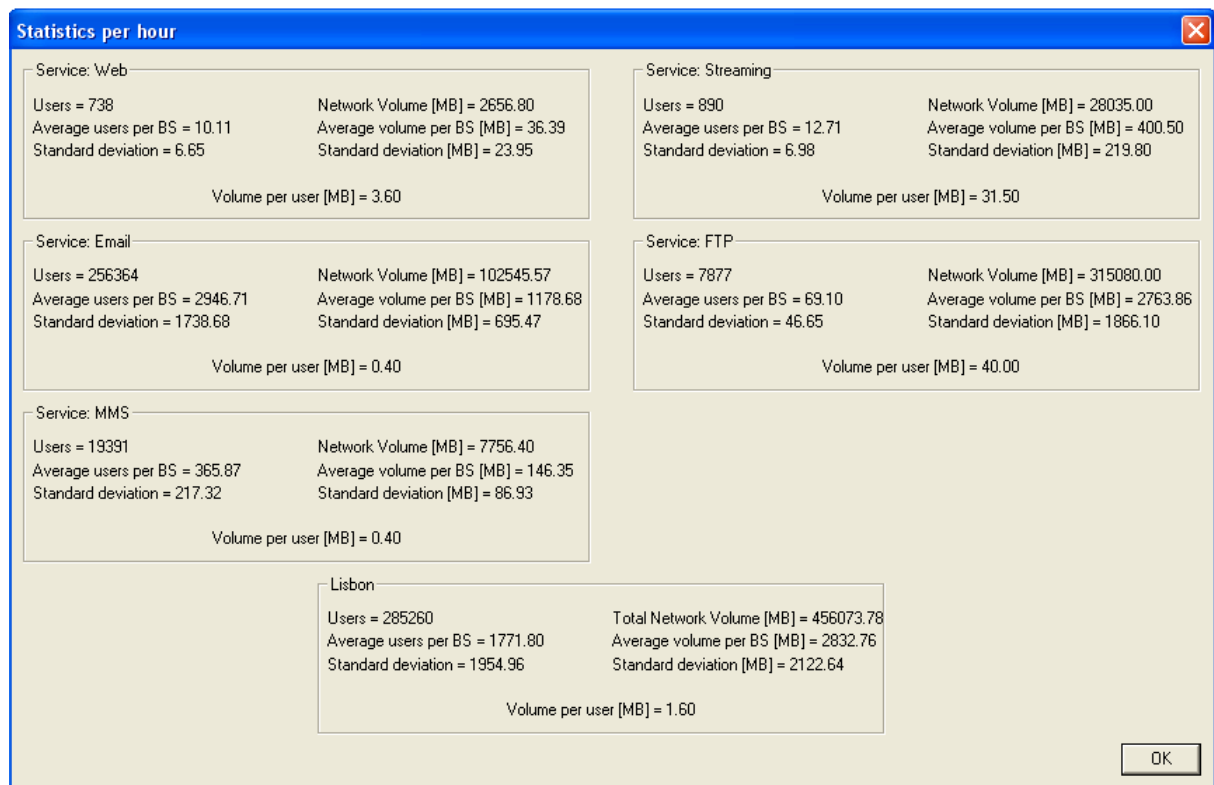 Statistics per hour
Service: Web
Users = 738
Average users per BS = 10.11
Standard deviation = 6.65
Network Volume [MB] = 2656.80
Average volume per BS [MB] = 36.39
Standard deviation [MB] = 23.95
Volume per user [MB] = 3.60
Service: Streaming
Users = 890
Average users per BS = 12.71
Standard deviation = 6.98
Network Volume [MB] = 28035.00
Average volume per BS [MB] = 400.50
Standard deviation [MB] = 219.80
Volume per user [MB] = 31.50
Service: Email
Users = 256364
Average users per BS = 2946.71
Standard deviation = 1738.68
Network Volume [MB] = 102545.57
Average volume per BS [MB] = 1178.68
Standard deviation [MB] = 695.47
Volume per user [MB] = 0.40
Service: FTP
Users = 7877
Average users per BS = 69.10
Standard deviation = 46.65
Network Volume [MB] = 315080.00
Average volume per BS [MB] = 2763.86
Standard deviation [MB] = 1866.10
Volume per user [MB] = 40.00
Service: MMS
Users = 19391
Average users per BS = 365.87
Standard deviation = 217.32
Network Volume [MB] = 7756.40
Average volume per BS [MB] = 146.35
Standard deviation [MB] = 86.93
Volume per user [MB] = 0.40
Lisbon
Users = 285260
Average users per BS = 1771.80
Standard deviation = 1954.96
Total Network Volume [MB] = 456073.78
Average volume per BS [MB] = 2832.76
Standard deviation [MB] = 2122.64
Volume per user [MB] = 1.60
OK